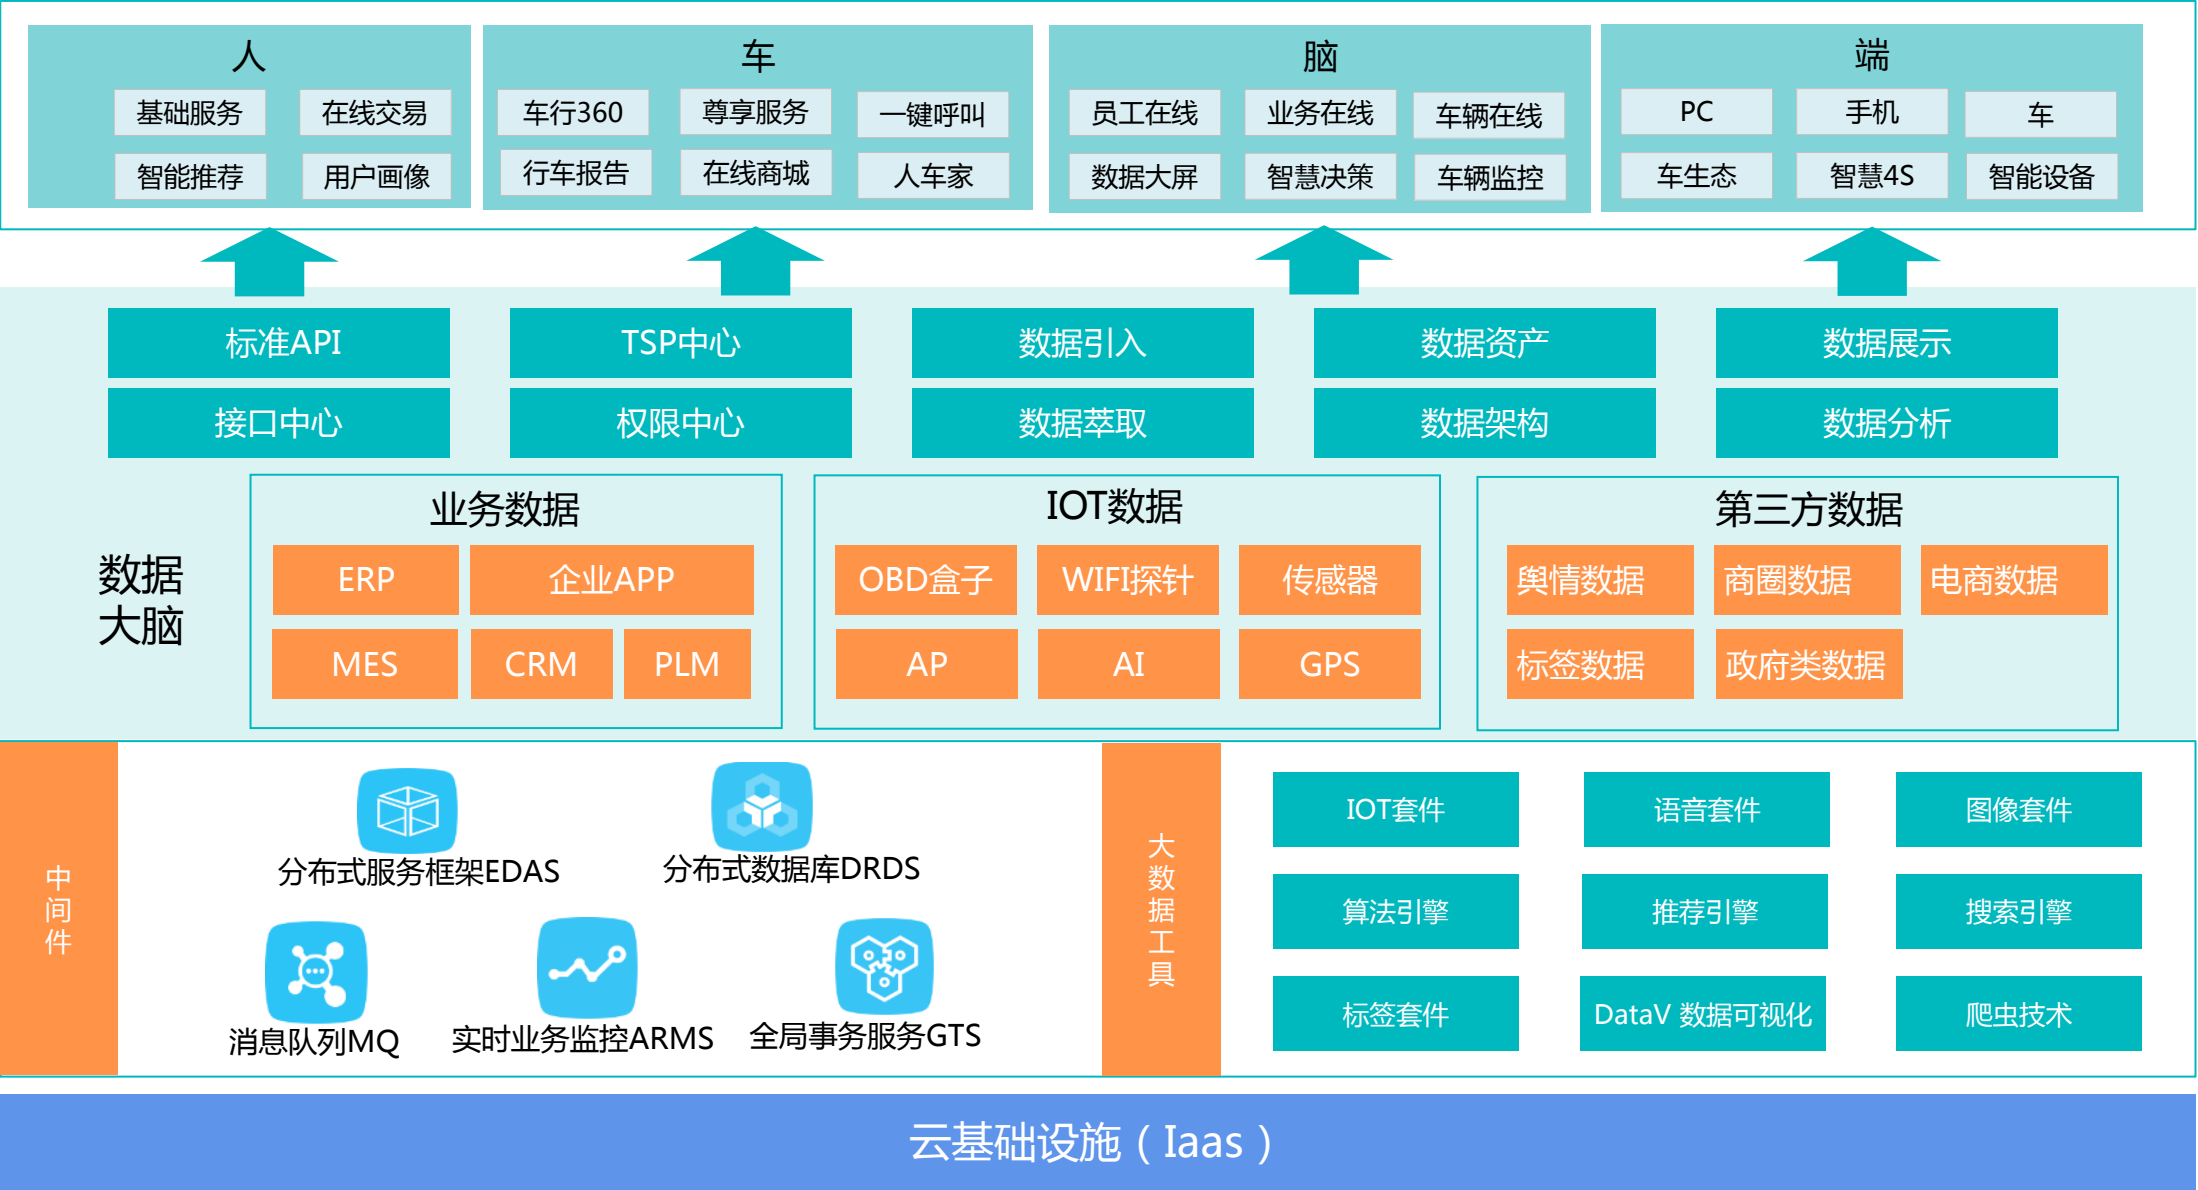 人
基础服务
在线交易
智能推荐
用户画像
车
车行360
尊享服务
一键呼叫
行车报告
在线商城
人车家
脑
员工在线
业务在线
车辆在线
数据大屏
智慧决策
车辆监控
端
PC
手机
车
车生态
智慧4S
智能设备
标准API
TSP中心
数据引入
数据资产
数据展示
接口中心
权限中心
数据萃取
数据架构
数据分析
数据
大脑
业务数据
ERP
企业APP
MES
CRM
PLM
IOT数据
OBD盒子
WIFI探针
传感器
AP
AI
GPS
第三方数据
舆情数据
商圈数据
电商数据
标签数据
政府类数据
中间件
分布式服务框架EDAS
分布式数据库DRDS
消息队列MQ
实时业务监控ARMS
全局事务服务GTS
大数据工具
IOT套件
语音套件
图像套件
算法引擎
推荐引擎
搜索引擎
标签套件
DataV 数据可视化
爬虫技术
云基础设施（Iaas）